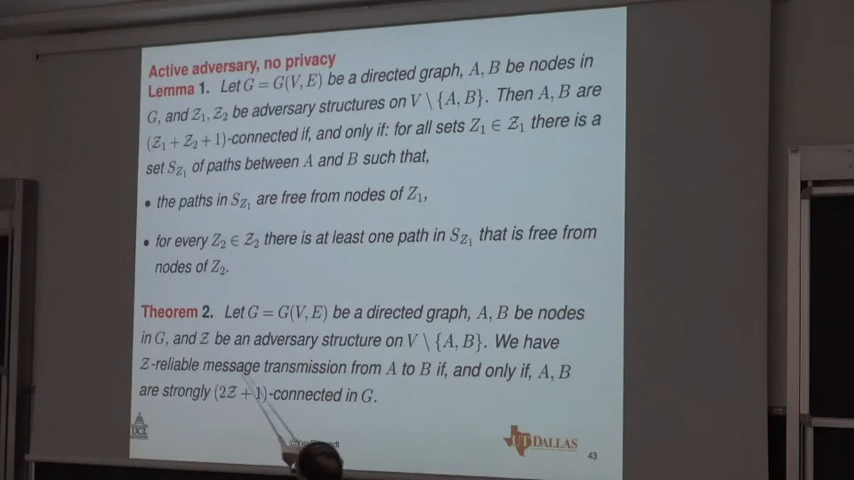 Active adversary, no privacy
Lemma 1. Let G = G(V, E) be a directed graph, A, B be nodes in
G, and Z₁, Z₂ be adversary structures on V \ {A, B}. Then A, B are
(Z₁ + Z₂ + 1)-connected if, and only if: for all sets Z₁ ∈ Z₁ there is a
set S_Z₁ of paths between A and B such that,
• the paths in S_Z₁ are free from nodes of Z₁,
• for every Z₂ ∈ Z₂ there is at least one path in S_Z₁ that is free from
nodes of Z₂.
Theorem 2. Let G = G(V, E) be a directed graph, A, B be nodes
in G, and Z be an adversary structure on V \ {A, B}. We have
Z-reliable message transmission from A to B if, and only if, A, B
are strongly (2Z + 1)-connected in G.
UCL
UT DALLAS
43